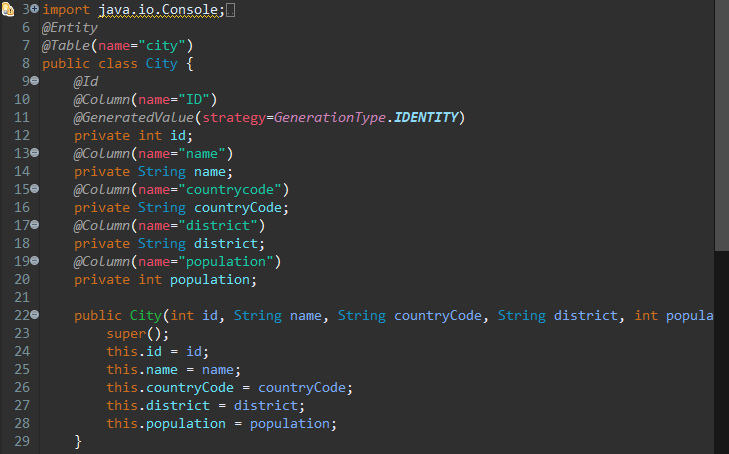 3 import java.io.Console;
6 @Entity
7 @Table(name="city")
8 public class City {
9 @Id
10 @Column(name="ID")
11 @GeneratedValue(strategy=GenerationType.IDENTITY)
12 private int id;
13 @Column(name="name")
14 private String name;
15 @Column(name="countrycode")
16 private String countryCode;
17 @Column(name="district")
18 private String district;
19 @Column(name="population")
20 private int population;
21
22 public City(int id, String name, String countryCode, String district, int popula
23 super();
24 this.id = id;
25 this.name = name;
26 this.countryCode = countryCode;
27 this.district = district;
28 this.population = population;
29 }